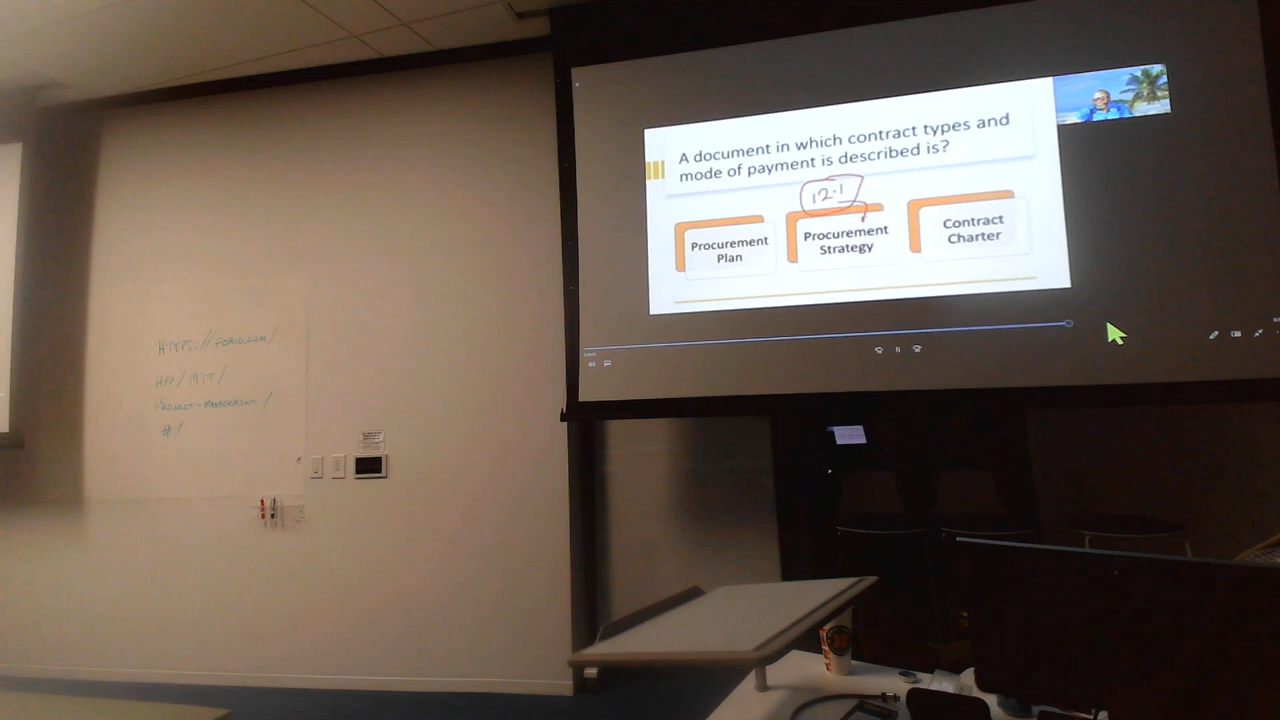 HTTPS://FORIO.COM/
APP/MIT/
PROJECT-MANAGEMENT/
#/
A document in which contract types and
mode of payment is described is?
12.1
Procurement
Plan
Procurement
Strategy
Contract
Charter